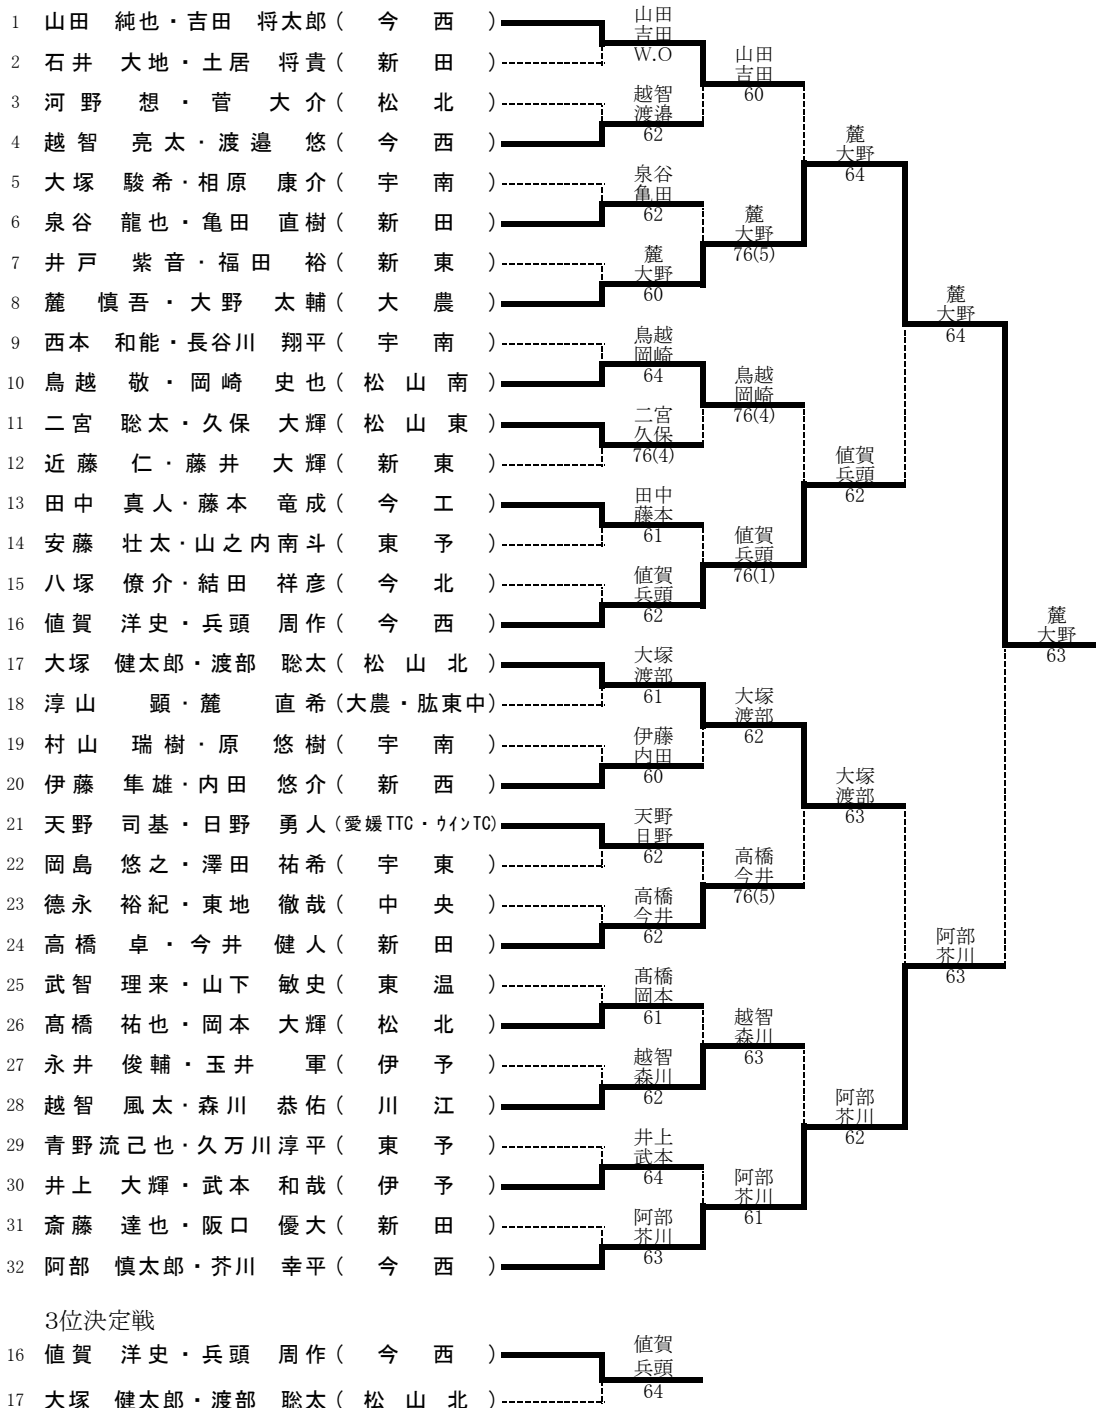 1 山田 純也・吉田 将太郎 ( 今 西 )
2 石井 大地・土居 将貴 ( 新 田 )
3 河野 想・菅 大介 ( 松 北 )
4 越智 亮太・渡邉 悠 ( 今 西 )
5 大塚 駿希・相原 康介 ( 宇 南 )
6 泉谷 龍也・亀田 直樹 ( 新 田 )
7 井戸 紫音・福田 裕 ( 新 東 )
8 麓 慎吾・大野 太輔 ( 大 農 )
9 西本 和能・長谷川 翔平 ( 宇 南 )
10 鳥越 敬・岡崎 史也 ( 松 山 南 )
11 二宮 聡太・久保 大輝 ( 松 山 東 )
12 近藤 仁・藤井 大輝 ( 新 東 )
13 田中 真人・藤本 竜成 ( 今 工 )
14 安藤 壮太・山之内南斗 ( 東 予 )
15 八塚 僚介・結田 祥彦 ( 今 北 )
16 値賀 洋史・兵頭 周作 ( 今 西 )
17 大塚 健太郎・渡部 聡太 ( 松 山 北 )
18 淳山 顕・麓 直希 (大農・肱東中)
19 村山 瑞樹・原 悠樹 ( 宇 南 )
20 伊藤 隼雄・内田 悠介 ( 新 西 )
21 天野 司基・日野 勇人 (愛媛TTC・ウインTC)
22 岡島 悠之・澤田 祐希 ( 宇 東 )
23 德永 裕紀・東地 徹哉 ( 中 央 )
24 高橋 卓・今井 健人 ( 新 田 )
25 武智 理来・山下 敏史 ( 東 温 )
26 髙橋 祐也・岡本 大輝 ( 松 北 )
27 永井 俊輔・玉井 軍 ( 伊 予 )
28 越智 風太・森川 恭佑 ( 川 江 )
29 青野流己也・久万川淳平 ( 東 予 )
30 井上 大輝・武本 和哉 ( 伊 予 )
31 斎藤 達也・阪口 優大 ( 新 田 )
32 阿部 慎太郎・芥川 幸平 ( 今 西 )
山田
吉田
W.O
越智
渡邉
62
泉谷
亀田
62
麓
大野
60
鳥越
岡崎
64
二宮
久保
76(4)
田中
藤本
61
値賀
兵頭
62
大塚
渡部
61
伊藤
内田
60
天野
日野
62
高橋
今井
62
髙橋
岡本
61
越智
森川
62
井上
武本
64
阿部
芥川
63
山田
吉田
60
麓
大野
76(5)
鳥越
岡崎
76(4)
値賀
兵頭
76(1)
大塚
渡部
62
高橋
今井
76(5)
越智
森川
63
阿部
芥川
61
麓
大野
64
値賀
兵頭
62
大塚
渡部
63
阿部
芥川
62
麓
大野
64
阿部
芥川
63
麓
大野
63
3位決定戦
16 値賀 洋史・兵頭 周作 ( 今 西 )
17 大塚 健太郎・渡部 聡太 ( 松 山 北 )
値賀
兵頭
64